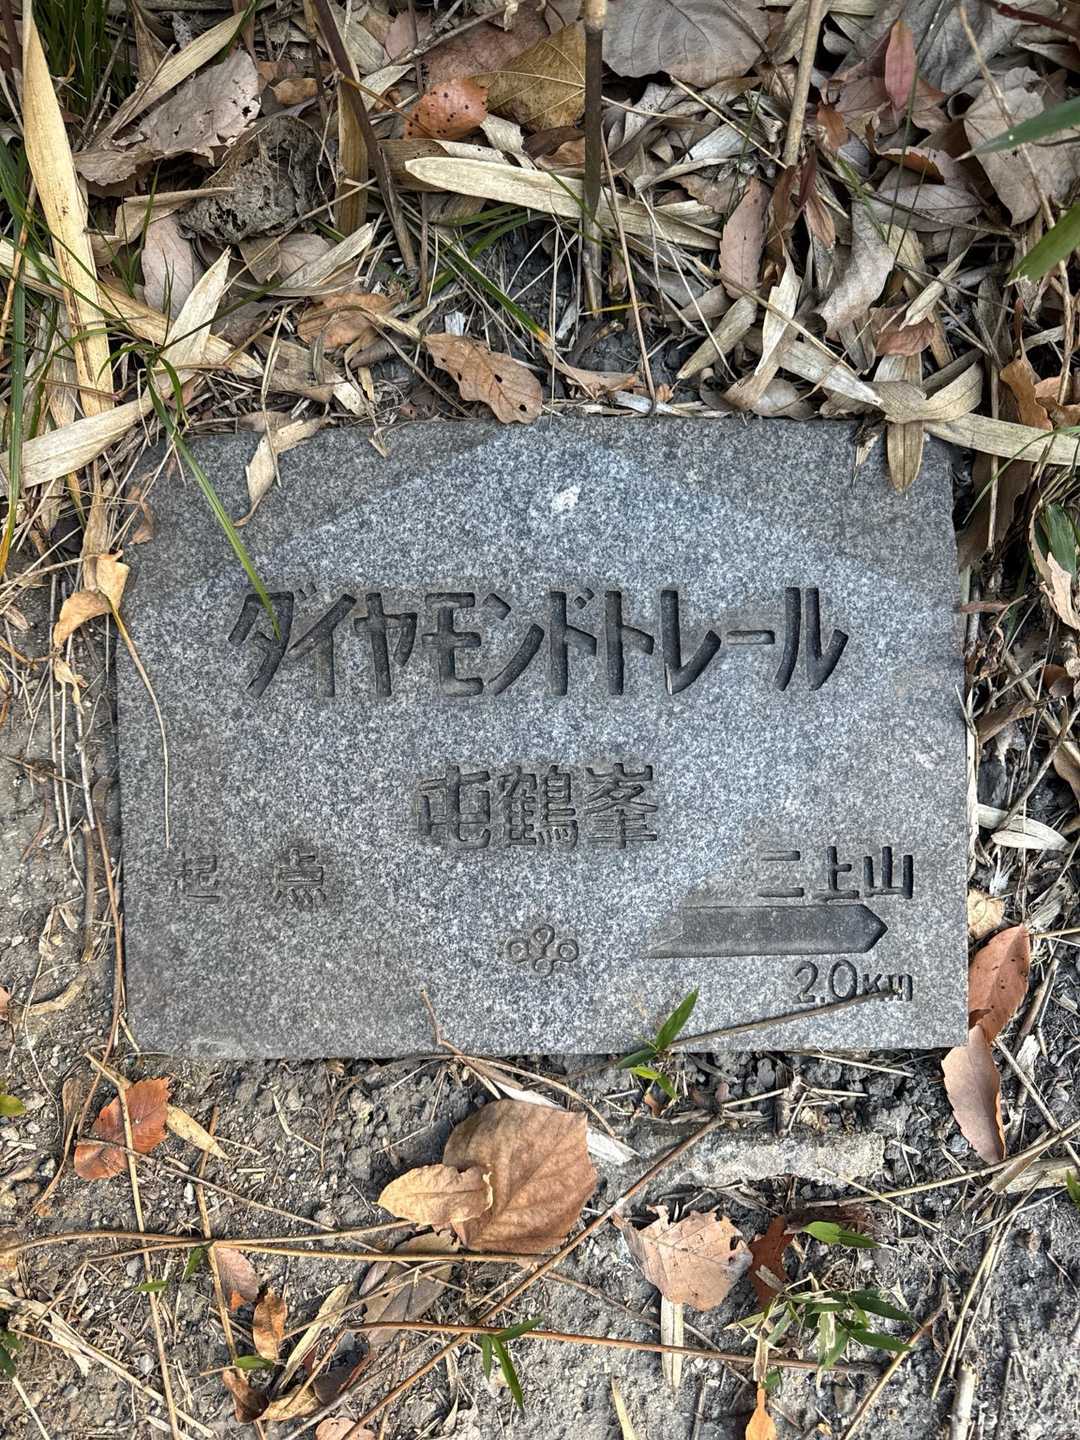 ダイヤモンドトレール
屯鶴峯
起点
二上山
2.0km